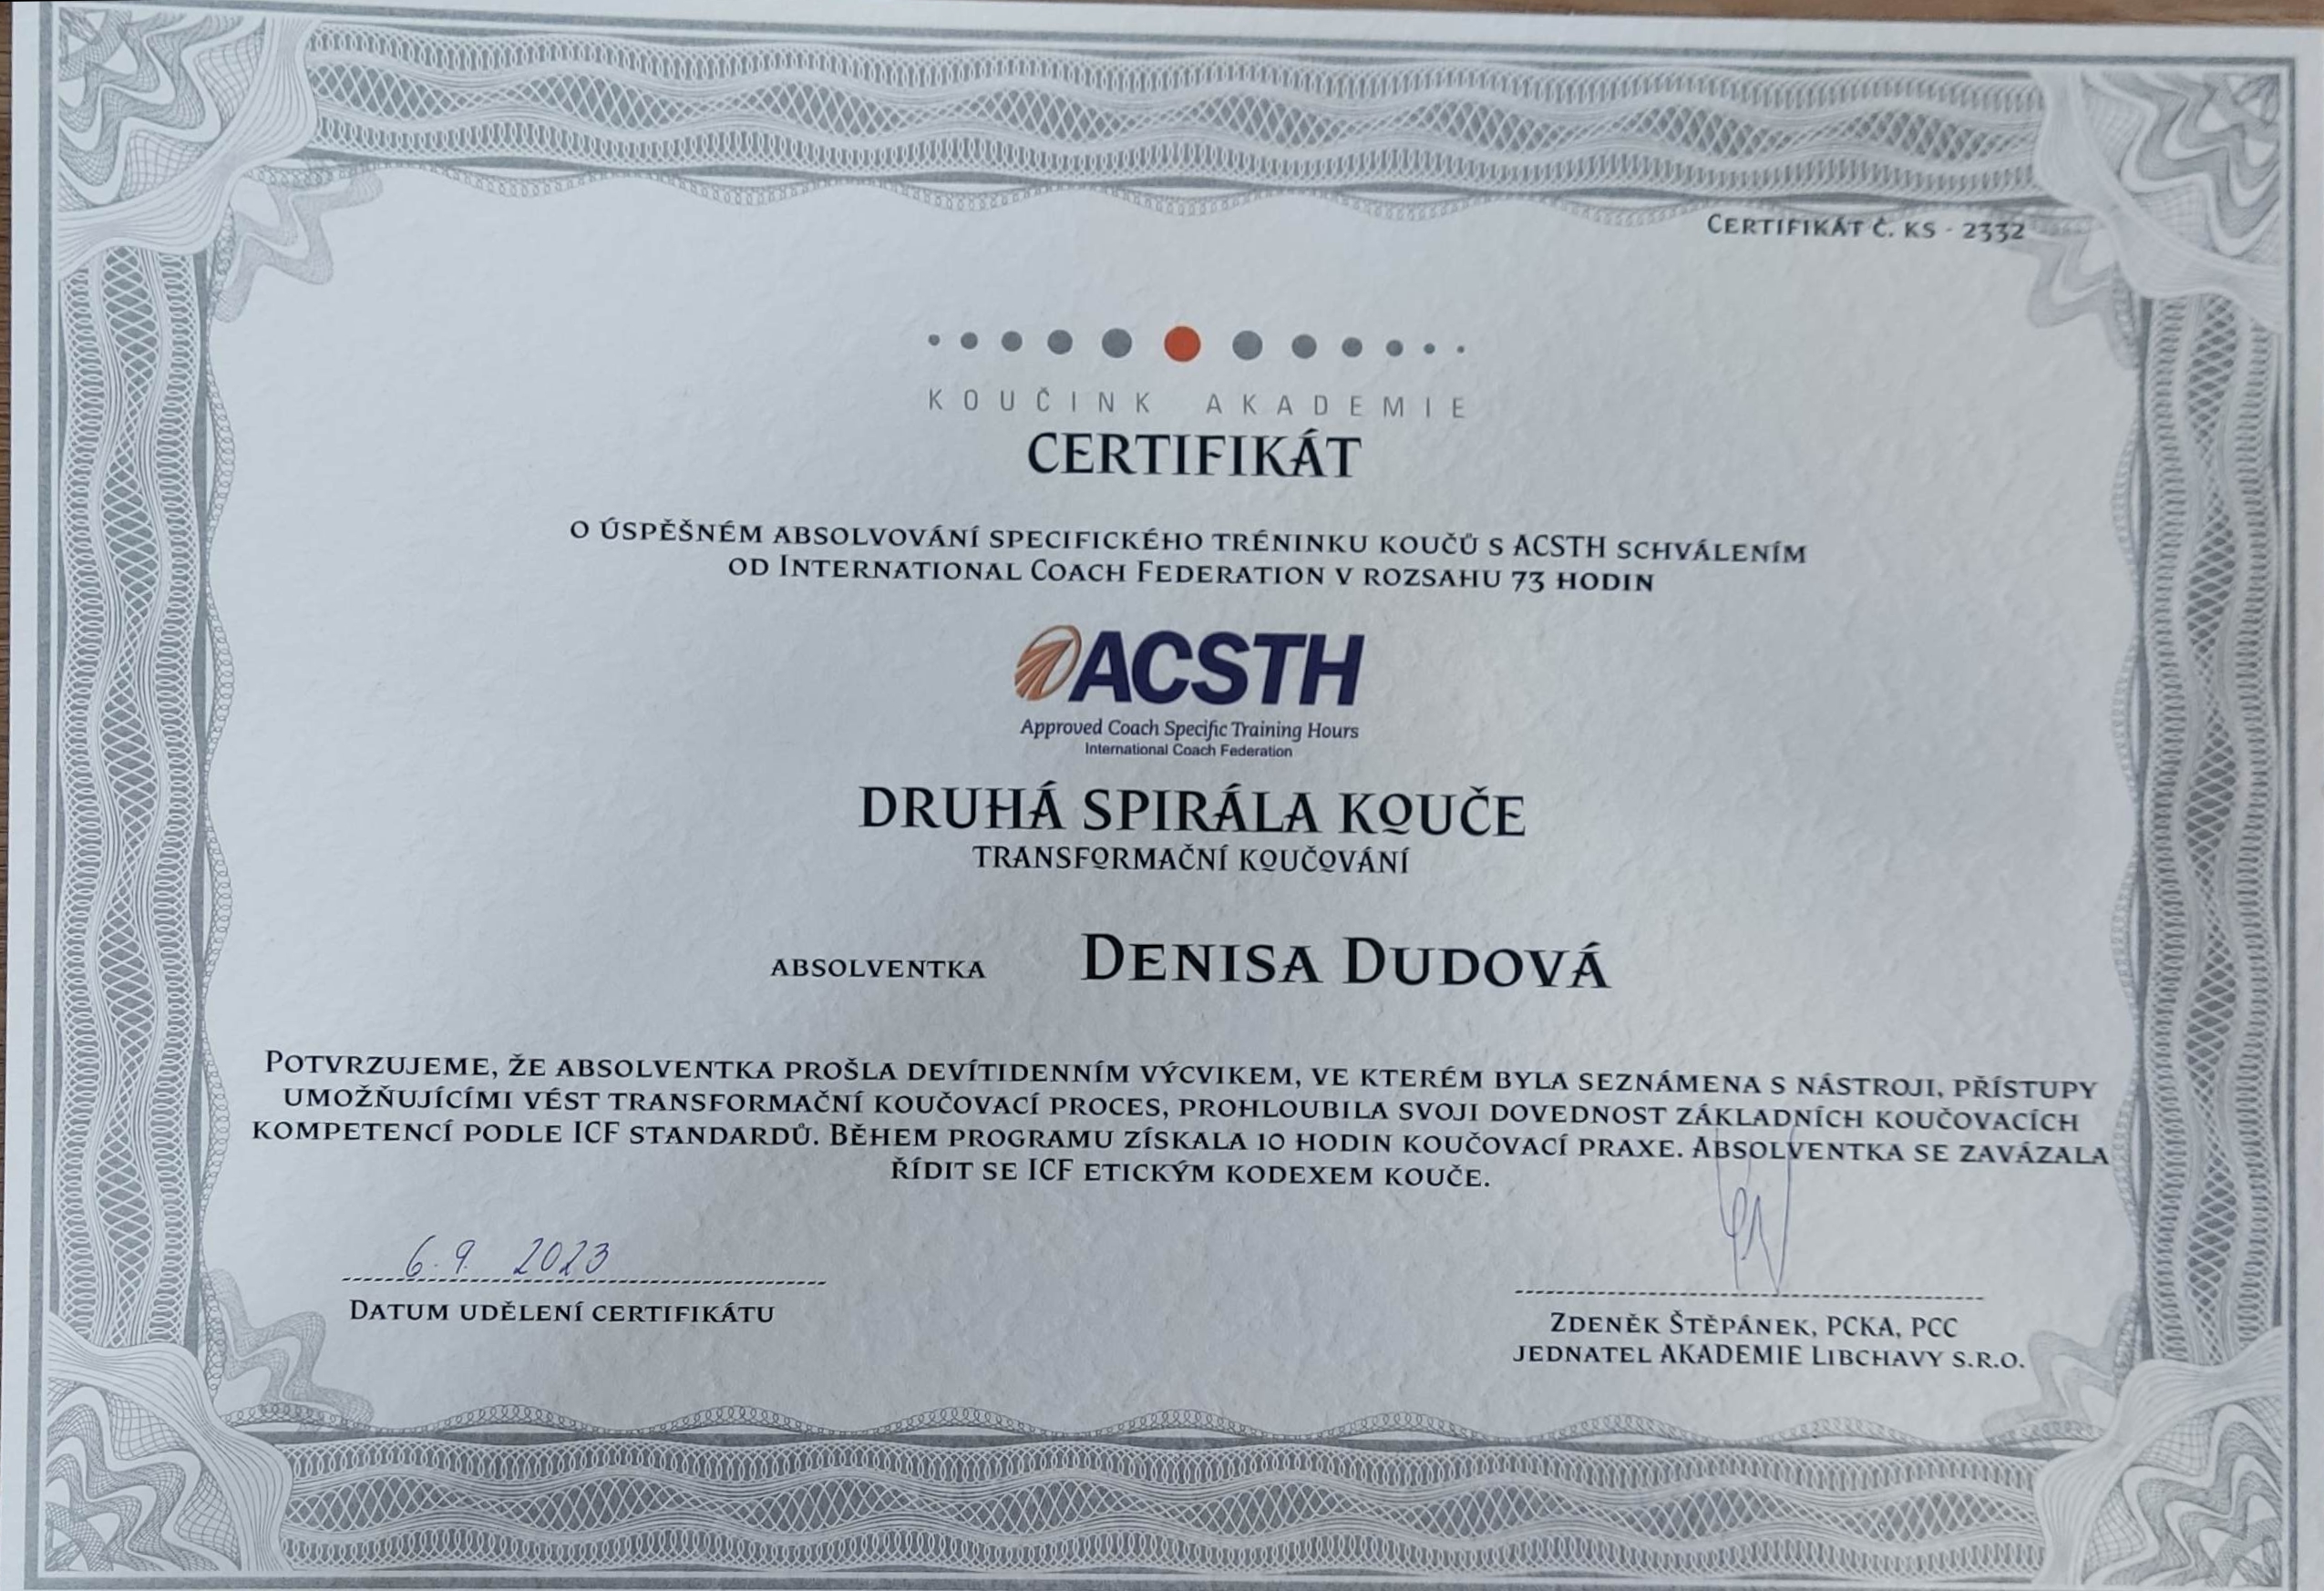 CERTIFIKÁT Č. KS - 2332
KOUČINK AKADEMIE
CERTIFIKÁT
O ÚSPĚŠNÉM ABSOLVOVÁNÍ SPECIFICKÉHO TRÉNINKU KOUČŮ S ACSTH SCHVÁLENÍM
OD INTERNATIONAL COACH FEDERATION V ROZSAHU 73 HODIN
ACSTH
Approved Coach Specific Training Hours
International Coach Federation
DRUHÁ SPIRÁLA KOUČE
TRANSFORMAČNÍ KOUČOVÁNÍ
ABSOLVENTKA DENISA DUDOVÁ
POTVRZUJEME, ŽE ABSOLVENTKA PROŠLA DEVÍTIDENNÍM VÝCVIKEM, VE KTERÉM BYLA SEZNÁMENA S NÁSTROJI, PŘÍSTUPY
UMOŽŇUJÍCÍMI VÉST TRANSFORMAČNÍ KOUČOVACÍ PROCES, PROHLOUBILA SVOJI DOVEDNOST ZÁKLADNÍCH KOUČOVACÍCH
KOMPETENCÍ PODLE ICF STANDARDŮ. BĚHEM PROGRAMU ZÍSKALA 10 HODIN KOUČOVACÍ PRAXE. ABSOLVENTKA SE ZAVÁZALA
ŘÍDIT SE ICF ETICKÝM KODEXEM KOUČE.
6. 9. 2023
DATUM UDĚLENÍ CERTIFIKÁTU
ZDENĚK ŠTĚPÁNEK, PCKA, PCC
JEDNATEL AKADEMIE LIBCHAVY S.R.O.